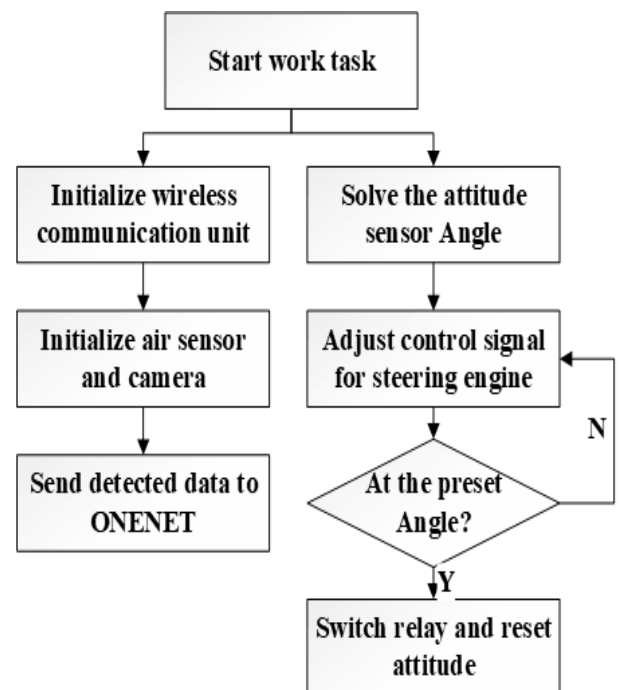 Start work task
Initialize wireless
communication unit
Solve the attitude
sensor Angle
Initialize air sensor
and camera
Adjust control signal
for steering engine
N
Send detected data to
ONENET
At the preset
Angle?
Y
Switch relay and reset
attitude